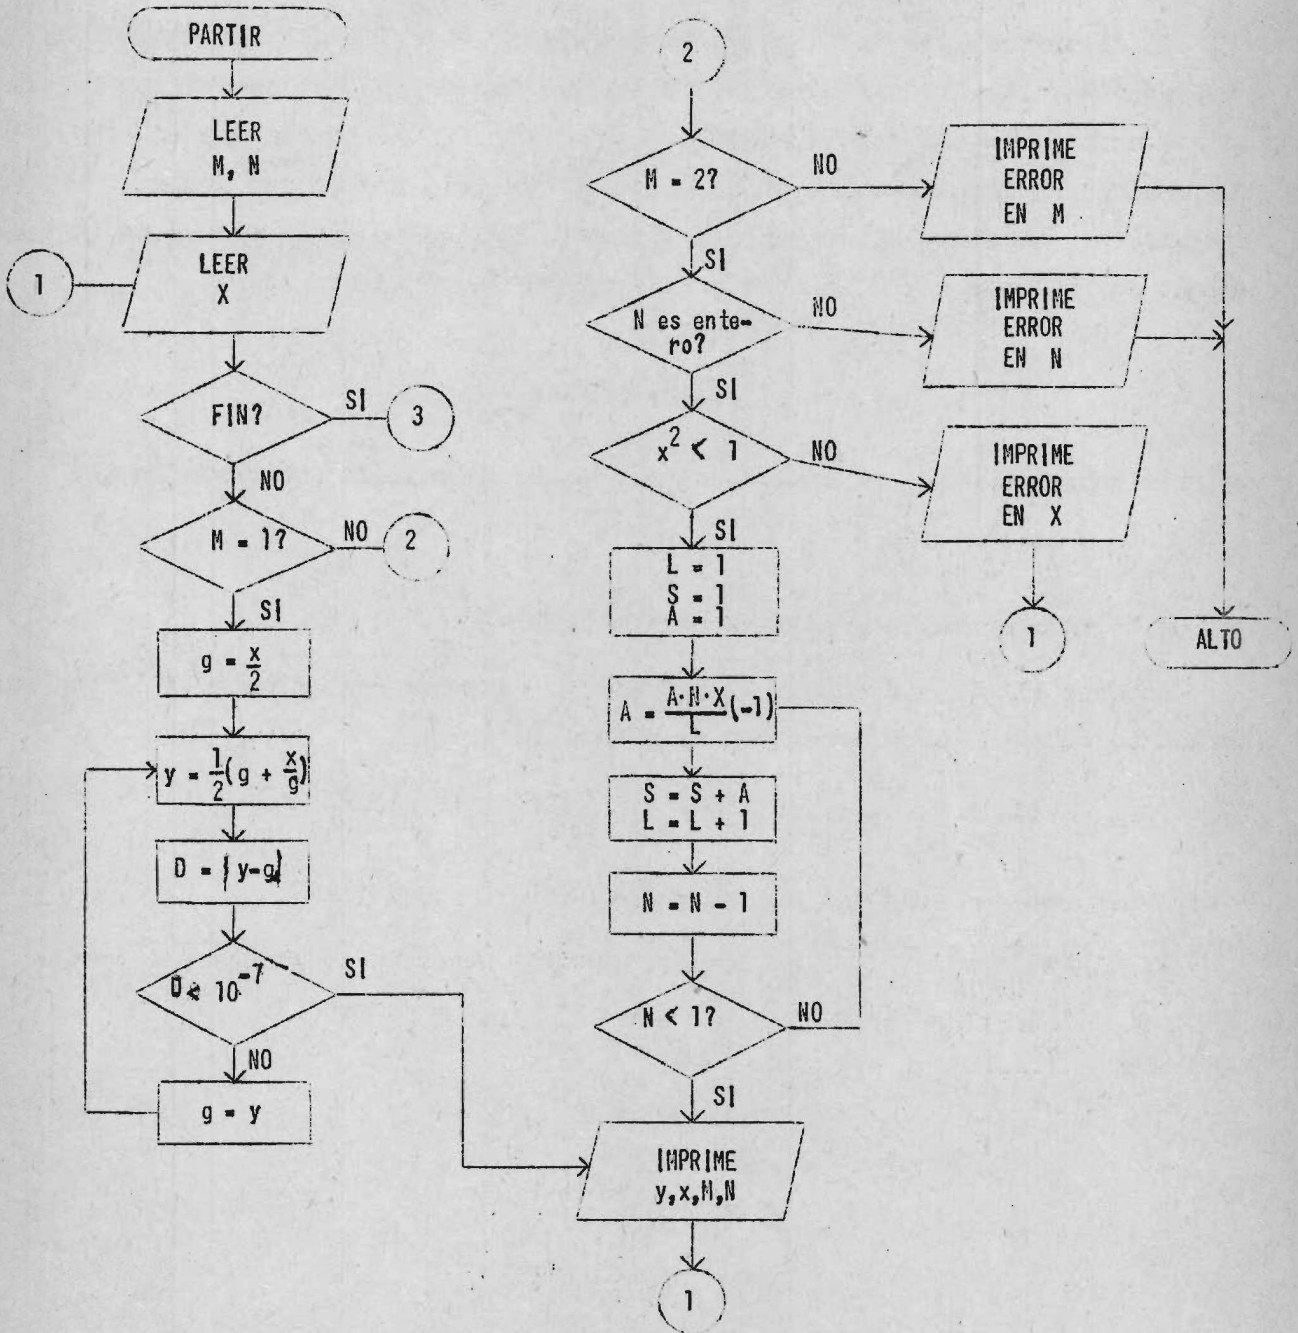 PARTIR
LEER
M, N
1
LEER
X
FIN?
SI
3
NO
M = 1?
NO
2
SI
g = x/2
y = 1/2(g + x/g)
D = |y-g|
D < 10^-7
SI
NO
g = y
2
M = 2?
NO
IMPRIME
ERROR
EN M
SI
N es ente-
ro?
NO
IMPRIME
ERROR
EN N
SI
x^2 < 1
NO
IMPRIME
ERROR
EN X
1
ALTO
SI
L = 1
S = 1
A = 1
A = A·N·X/L (-1)
S = S + A
L = L + 1
N = N - 1
N < 1?
NO
SI
IMPRIME
y,x,M,N
1